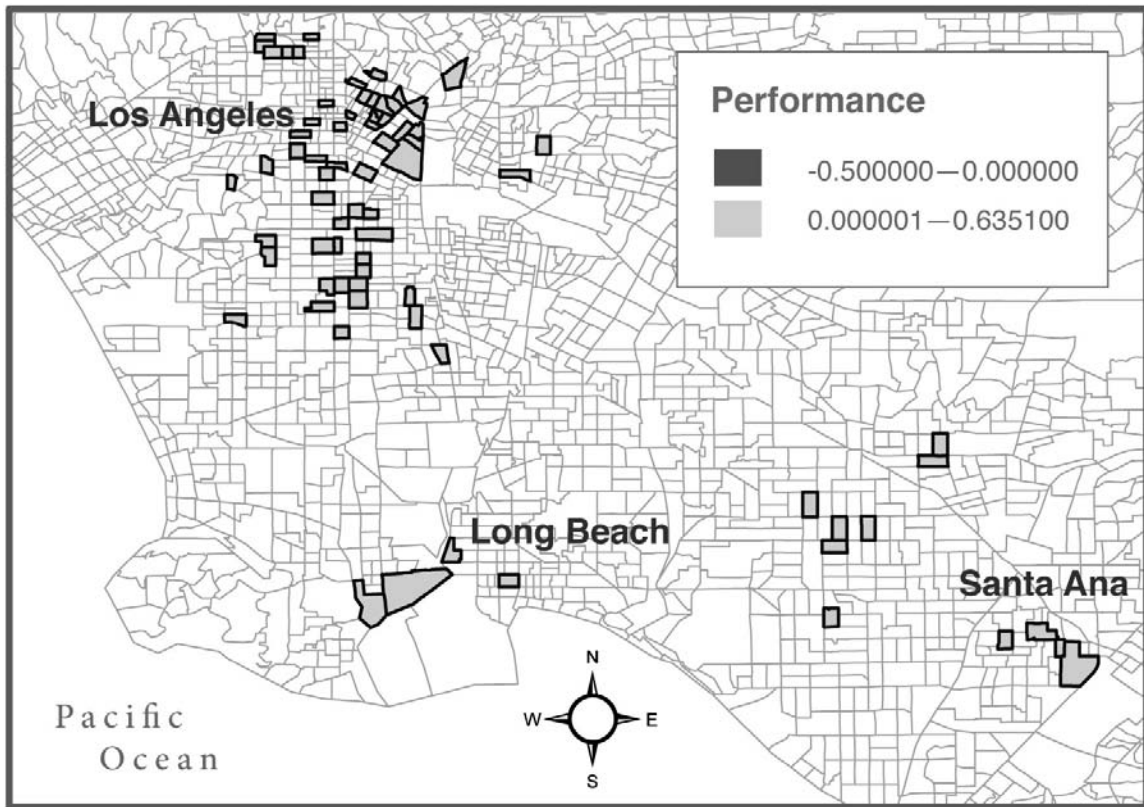 Los Angeles
Performance
-0.500000—0.000000
0.000001—0.635100
Long Beach
Santa Ana
N
W
E
S
Pacific
Ocean